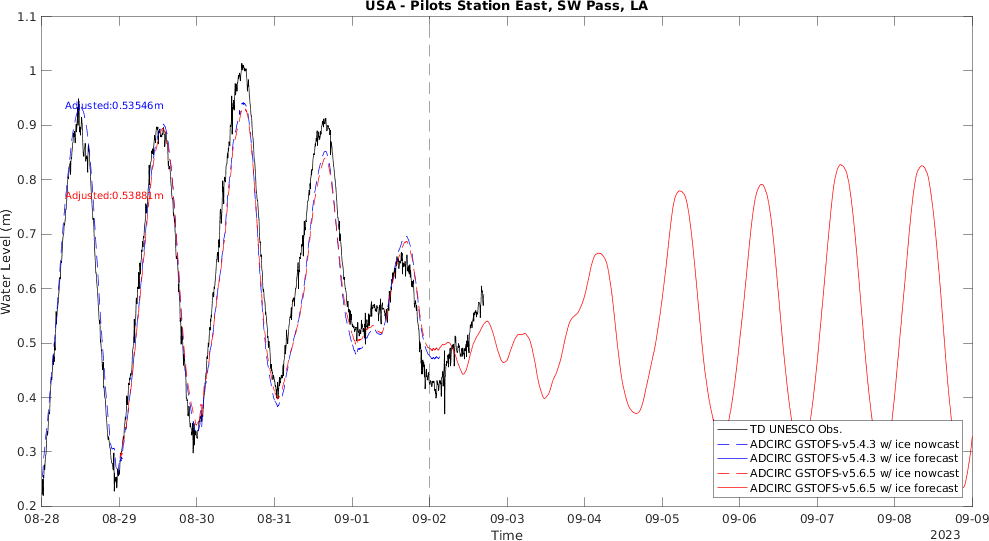 USA - Pilots Station East, SW Pass, LA
1.1
1
0.9
0.8
0.7
0.6
0.5
0.4
0.3
0.2
Water Level (m)
Adjusted:0.53546m
Adjusted:0.53881m
TD UNESCO Obs.
ADCIRC GSTOFS-v5.4.3 w/ ice nowcast
ADCIRC GSTOFS-v5.4.3 w/ ice forecast
ADCIRC GSTOFS-v5.6.5 w/ ice nowcast
ADCIRC GSTOFS-v5.6.5 w/ ice forecast
08-28 08-29 08-30 08-31 09-01 09-02 09-03 09-04 09-05 09-06 09-07 09-08 09-09
Time
2023